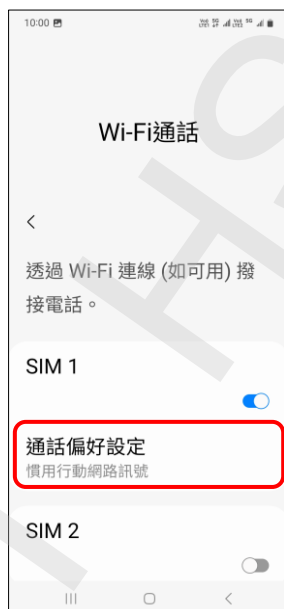 10:00
Wi-Fi通話
透過 Wi-Fi 連線 (如可用) 撥
接電話。
SIM 1
通話偏好設定
慣用行動網路訊號
SIM 2